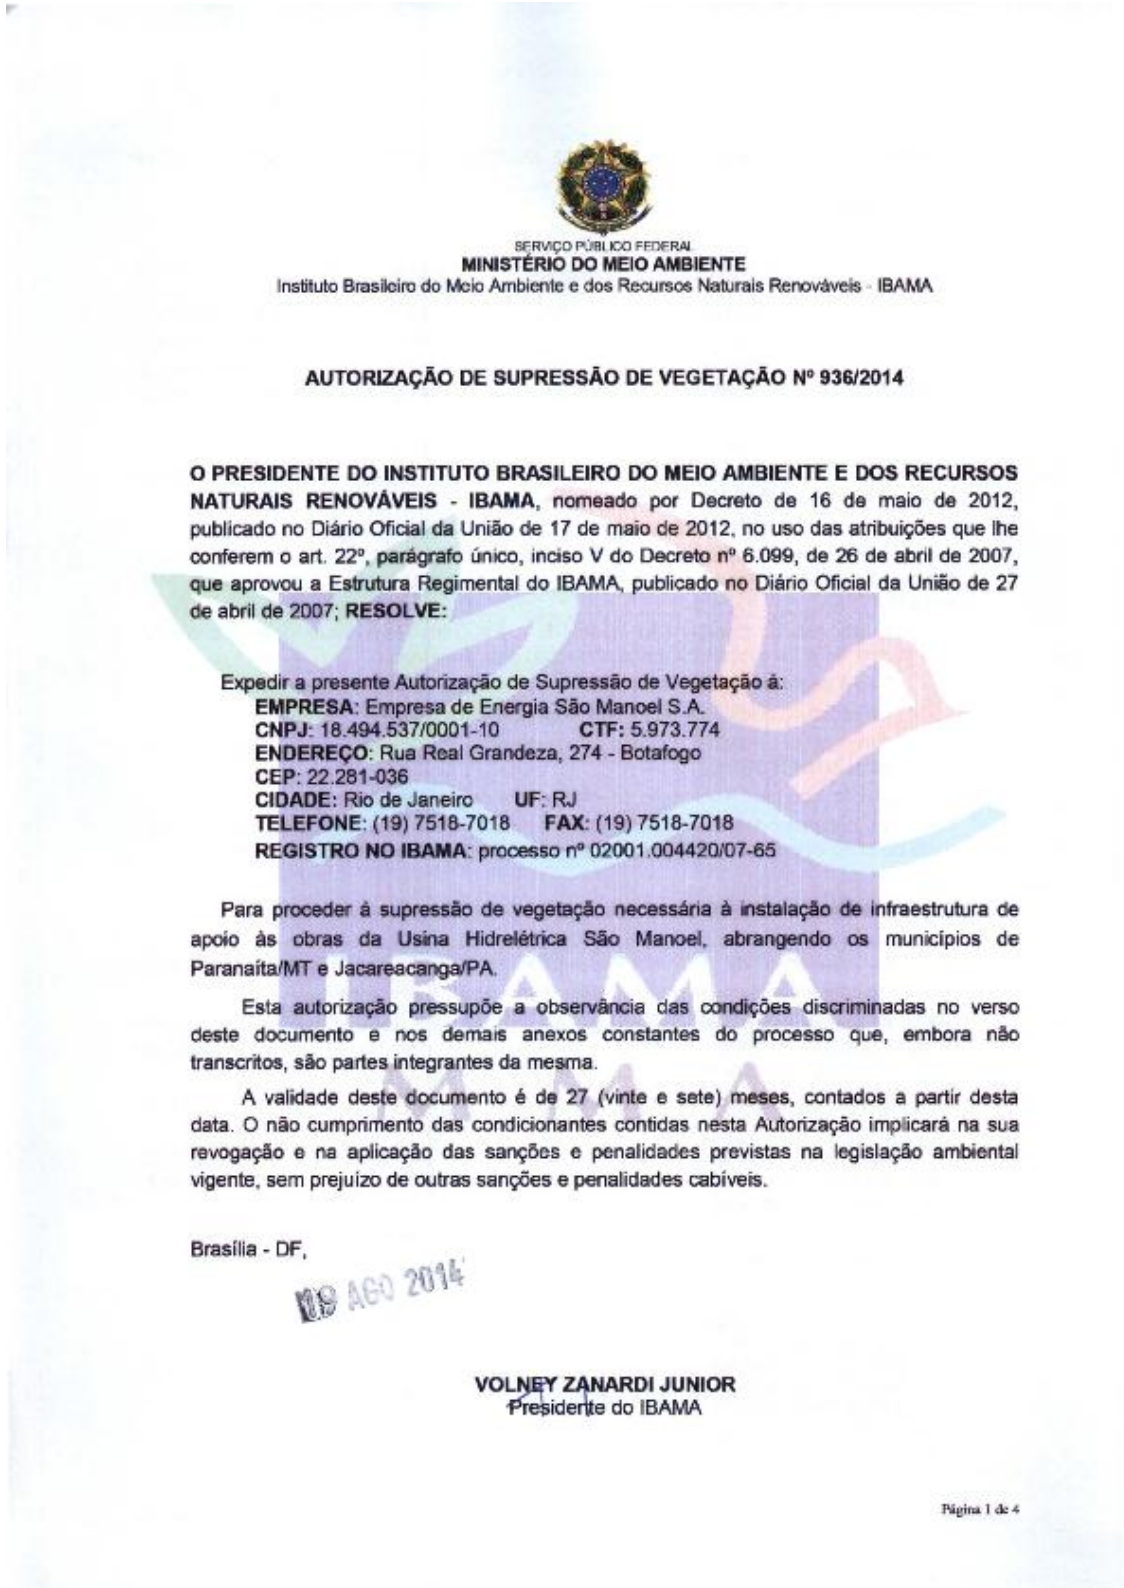 SERVIÇO PÚBLICO FEDERAL
MINISTÉRIO DO MEIO AMBIENTE
Instituto Brasileiro do Meio Ambiente e dos Recursos Naturais Renováveis - IBAMA
AUTORIZAÇÃO DE SUPRESSÃO DE VEGETAÇÃO Nº 936/2014
O PRESIDENTE DO INSTITUTO BRASILEIRO DO MEIO AMBIENTE E DOS RECURSOS
NATURAIS RENOVÁVEIS - IBAMA, nomeado por Decreto de 16 de maio de 2012,
publicado no Diário Oficial da União de 17 de maio de 2012, no uso das atribuições que lhe
conferem o art. 22º, parágrafo único, inciso V do Decreto nº 6.099, de 26 de abril de 2007,
que aprovou a Estrutura Regimental do IBAMA, publicado no Diário Oficial da União de 27
de abril de 2007; RESOLVE:
Expedir a presente Autorização de Supressão de Vegetação à:
EMPRESA: Empresa de Energia São Manoel S.A.
CNPJ: 18.494.537/0001-10 CTF: 5.973.774
ENDEREÇO: Rua Real Grandeza, 274 - Botafogo
CEP: 22.281-036
CIDADE: Rio de Janeiro UF: RJ
TELEFONE: (19) 7518-7018 FAX: (19) 7518-7018
REGISTRO NO IBAMA: processo nº 02001.004420/07-65
Para proceder à supressão de vegetação necessária à instalação de infraestrutura de
apoio às obras da Usina Hidrelétrica São Manoel, abrangendo os municípios de
Paranaíta/MT e Jacareacanga/PA.
IBAMA
Esta autorização pressupõe a observância das condições discriminadas no verso
deste documento e nos demais anexos constantes do processo que, embora não
transcritos, são partes integrantes da mesma.
MMA
A validade deste documento é de 27 (vinte e sete) meses, contados a partir desta
data. O não cumprimento das condicionantes contidas nesta Autorização implicará na sua
revogação e na aplicação das sanções e penalidades previstas na legislação ambiental
vigente, sem prejuízo de outras sanções e penalidades cabíveis.
Brasília - DF,
AGO 2014
VOLNEY ZANARDI JUNIOR
Presidente do IBAMA
Página 1 de 4